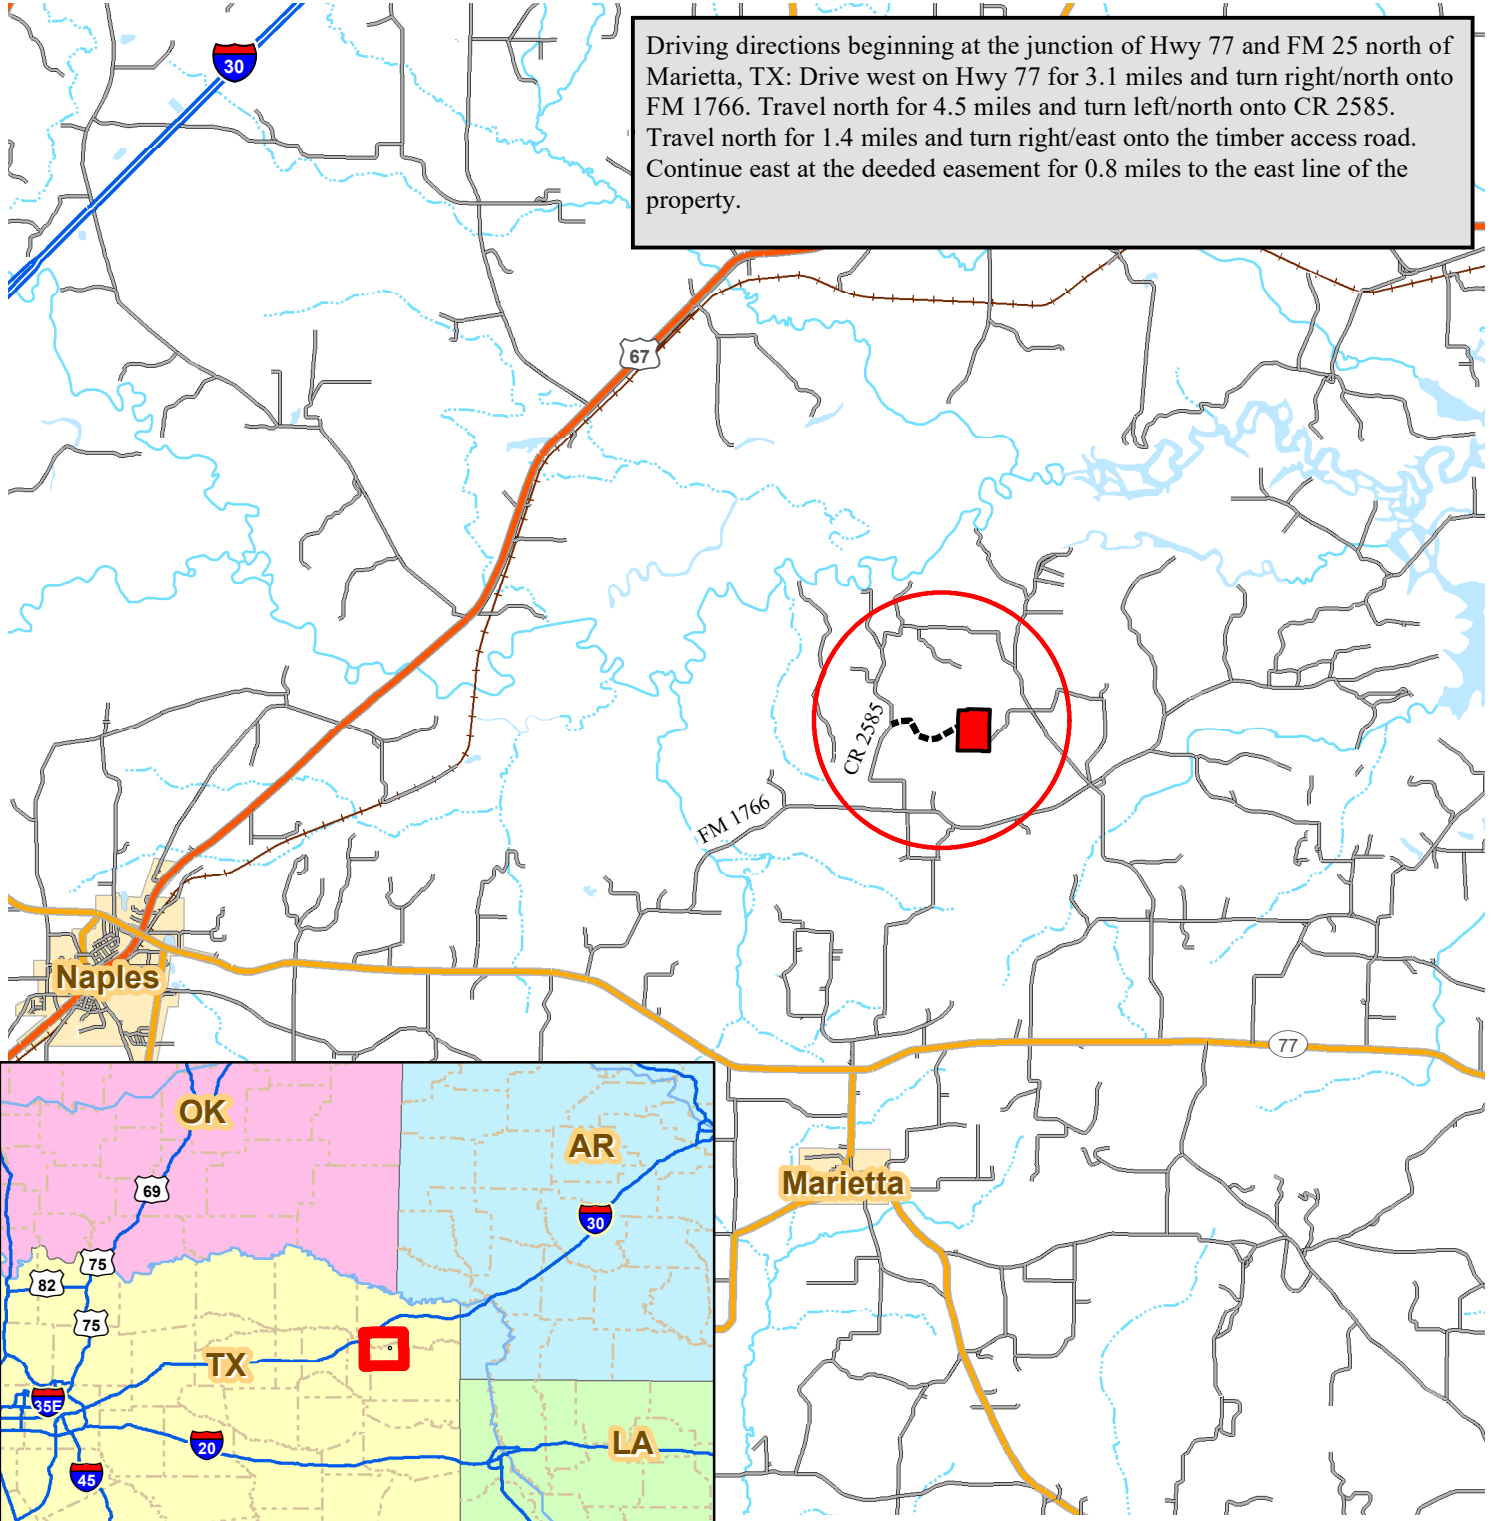 30
Driving directions beginning at the junction of Hwy 77 and FM 25 north of
Marietta, TX: Drive west on Hwy 77 for 3.1 miles and turn right/north onto
FM 1766. Travel north for 4.5 miles and turn left/north onto CR 2585.
Travel north for 1.4 miles and turn right/east onto the timber access road.
Continue east at the deeded easement for 0.8 miles to the east line of the
property.
67
CR 2585
FM 1766
Naples
77
Marietta
OK
AR
69
30
75
82
75
TX
35E
20
LA
45